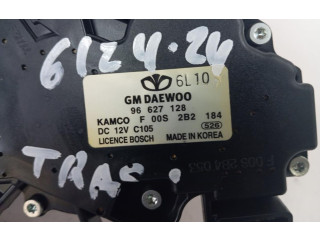 6124.24
6L10
GM DAEWOO
96 627 128
KAMCO F 00S 2B2 184
DC 12V C105 S26
LICENCE BOSCH MADE IN KOREA
TRAS.